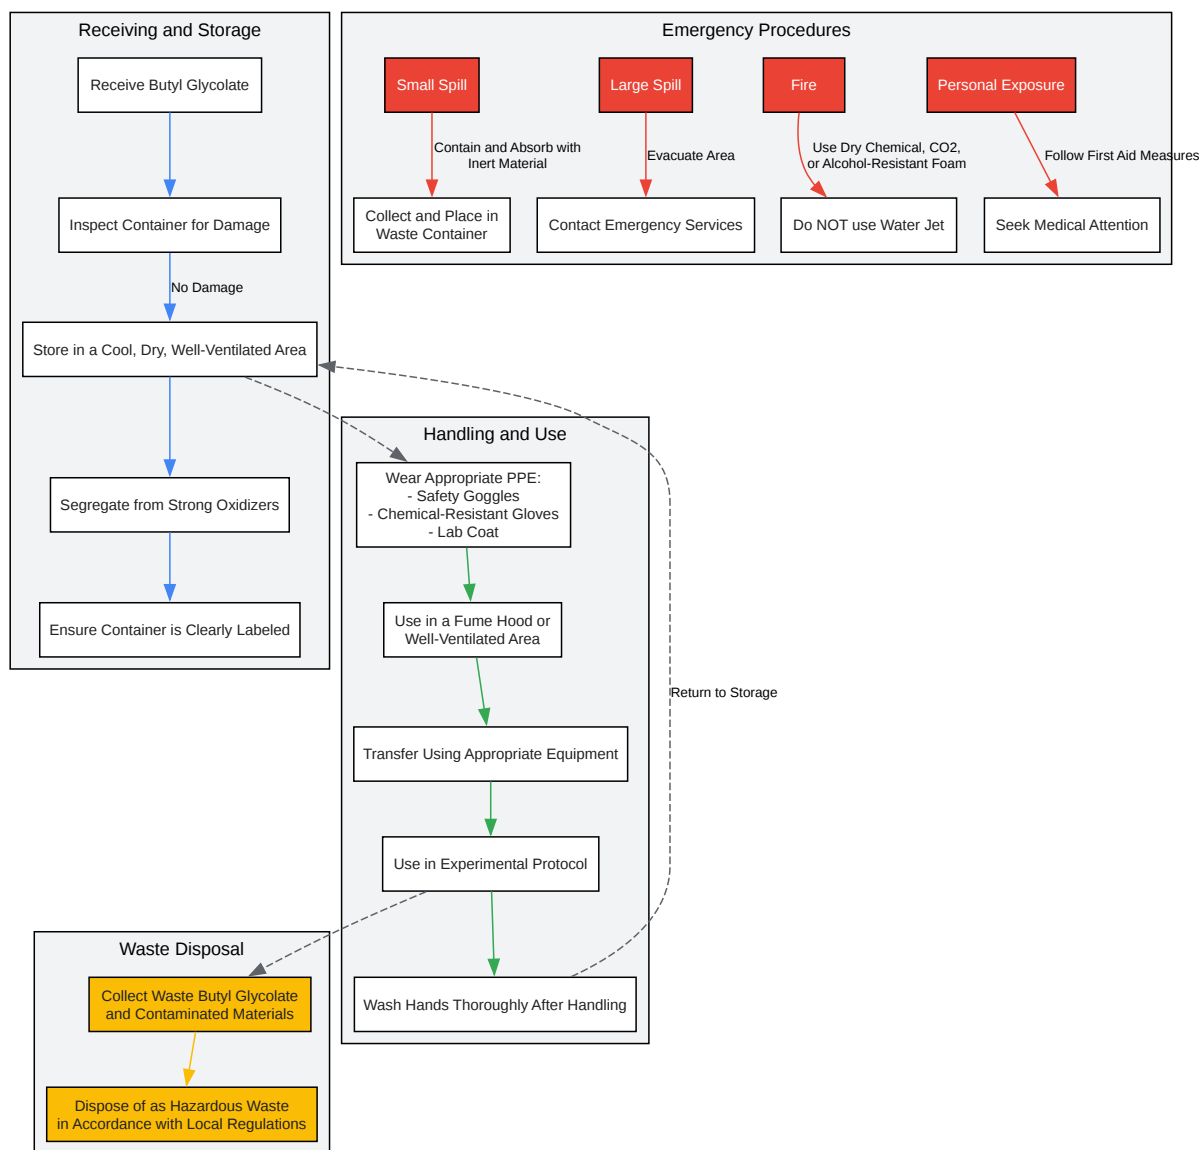 Receiving and Storage
Receive Butyl Glycolate
Inspect Container for Damage
No Damage
Store in a Cool, Dry, Well-Ventilated Area
Segregate from Strong Oxidizers
Ensure Container is Clearly Labeled
Emergency Procedures
Small Spill
Contain and Absorb with
Inert Material
Collect and Place in
Waste Container
Large Spill
Evacuate Area
Contact Emergency Services
Fire
Use Dry Chemical, CO2,
or Alcohol-Resistant Foam
Do NOT use Water Jet
Personal Exposure
Follow First Aid Measures
Seek Medical Attention
Handling and Use
Wear Appropriate PPE:
- Safety Goggles
- Chemical-Resistant Gloves
- Lab Coat
Use in a Fume Hood or
Well-Ventilated Area
Transfer Using Appropriate Equipment
Use in Experimental Protocol
Wash Hands Thoroughly After Handling
Return to Storage
Waste Disposal
Collect Waste Butyl Glycolate
and Contaminated Materials
Dispose of as Hazardous Waste
in Accordance with Local Regulations